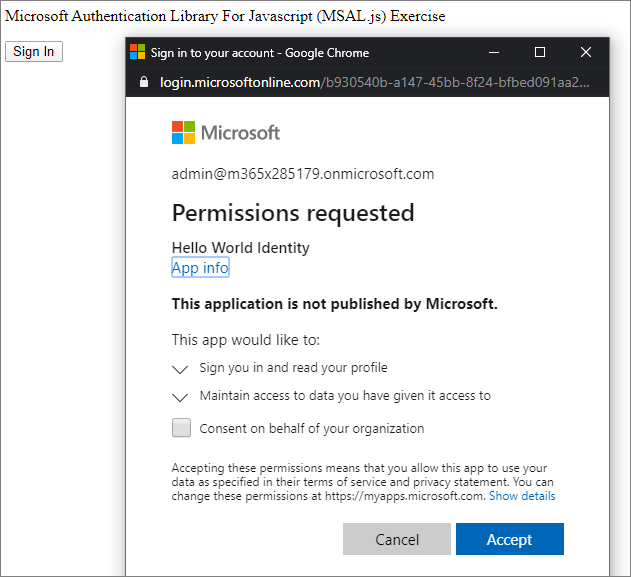 Microsoft Authentication Library For Javascript (MSAL.js) Exercise
Sign In
Sign in to your account - Google Chrome
login.microsoftonline.com/b930540b-a147-45bb-8f24-bfbed091aa2...
Microsoft
admin@m365x285179.onmicrosoft.com
Permissions requested
Hello World Identity
App info
This application is not published by Microsoft.
This app would like to:
Sign you in and read your profile
Maintain access to data you have given it access to
Consent on behalf of your organization
Accepting these permissions means that you allow this app to use your
data as specified in their terms of service and privacy statement. You can
change these permissions at https://myapps.microsoft.com. Show details
Cancel
Accept